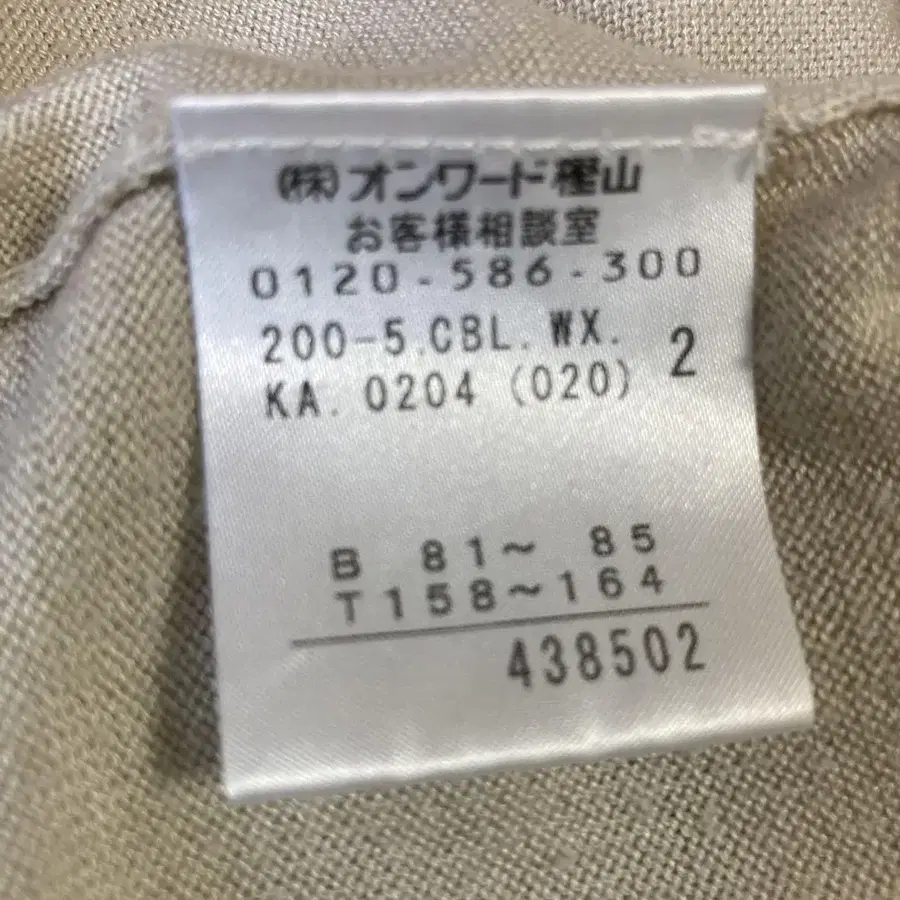 (株)オンワード樫山
お客様相談室
0120-586-300
200-5.CBL.WX. 2
KA.0204(020)
B 81～ 85
T158～164
438502